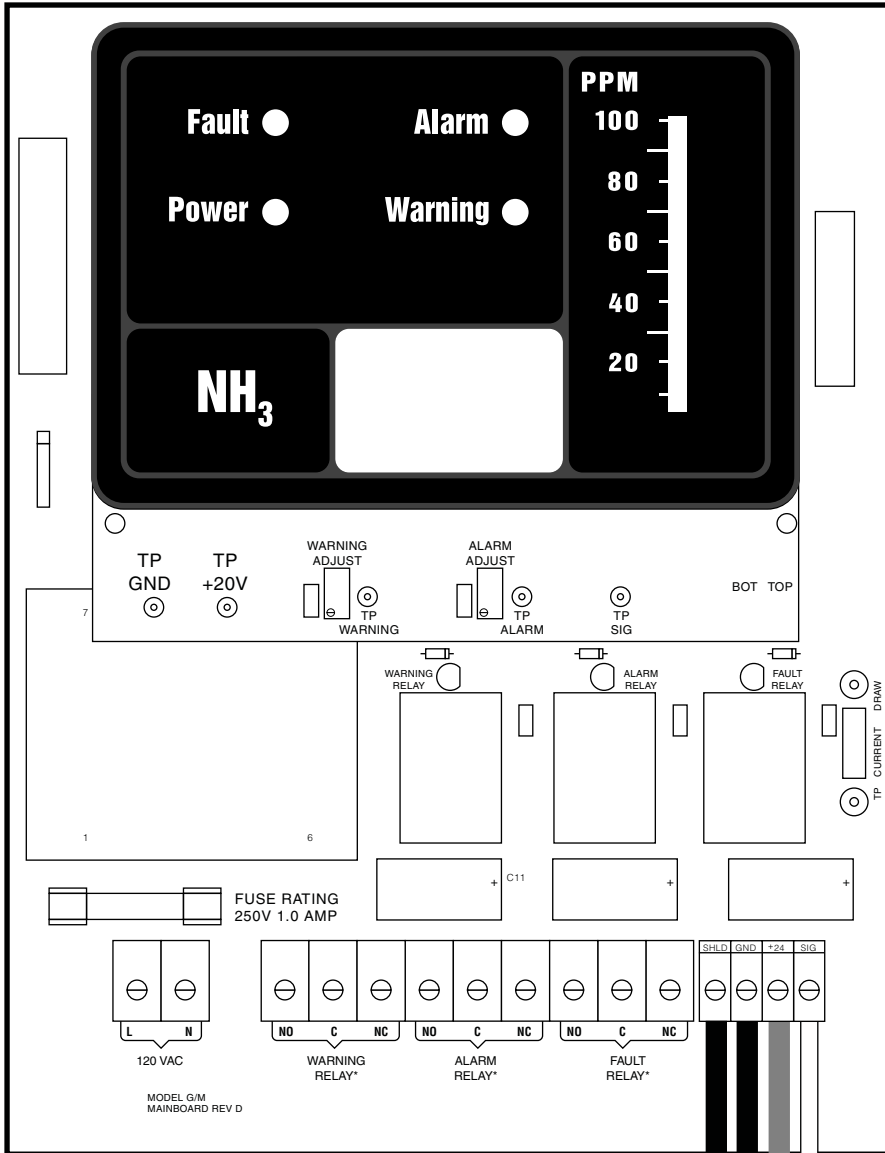 PPM
Fault
Alarm
100
Power
Warning
80
60
40
20
NH3
WARNING
ADJUST
ALARM
ADJUST
TP
GND
TP
+20V
BOT TOP
TP
WARNING
TP
ALARM
TP
SIG
7
WARNING
RELAY
ALARM
RELAY
FAULT
RELAY
TP CURRENT DRAW
1
6
+
C11
+
+
FUSE RATING
250V 1.0 AMP
SHLD GND +24 SIG
L N
NO C NC
NO C NC
NO C NC
120 VAC
WARNING
RELAY*
ALARM
RELAY*
FAULT
RELAY*
MODEL G/M
MAINBOARD REV D